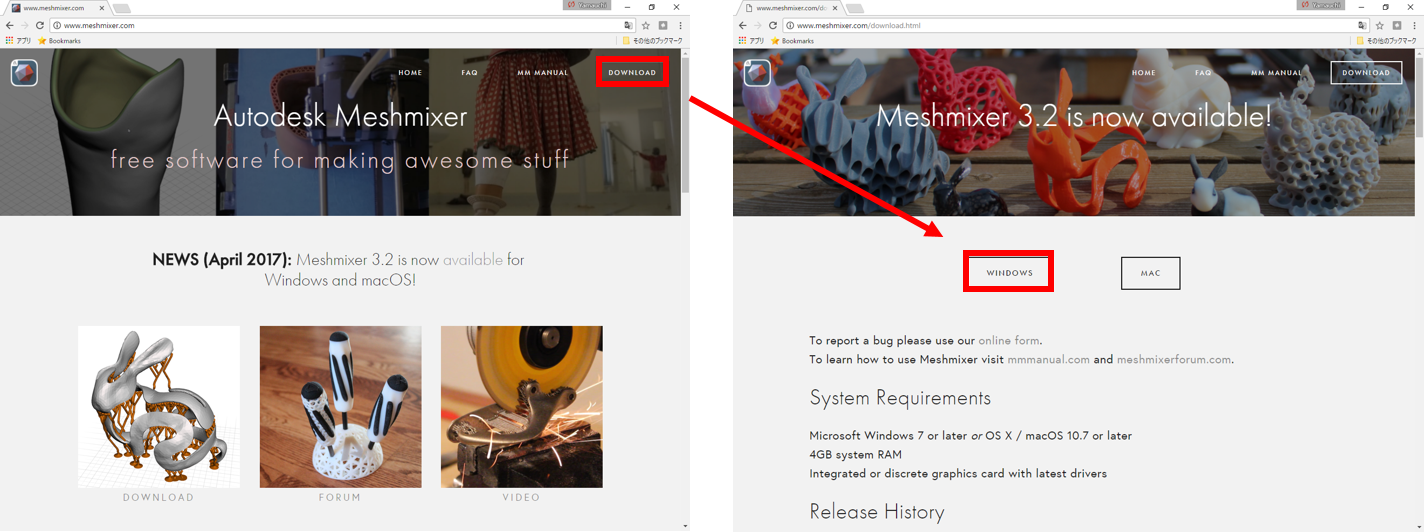 www.meshmixer.com
Yamauchi
www.meshmixer.com
アプリ Bookmarks その他のブックマーク
HOME FAQ MM MANUAL DOWNLOAD
Autodesk Meshmixer
free software for making awesome stuff
NEWS (April 2017): Meshmixer 3.2 is now available for
Windows and macOS!
DOWNLOAD FORUM VIDEO
www.meshmixer.com/do
Yamauchi
www.meshmixer.com/download.html
アプリ Bookmarks その他のブックマーク
HOME FAQ MM MANUAL DOWNLOAD
Meshmixer 3.2 is now available!
WINDOWS MAC
To report a bug please use our online form.
To learn how to use Meshmixer visit mmmanual.com and meshmixerforum.com.
System Requirements
Microsoft Windows 7 or later or OS X / macOS 10.7 or later
4GB system RAM
Integrated or discrete graphics card with latest drivers
Release History